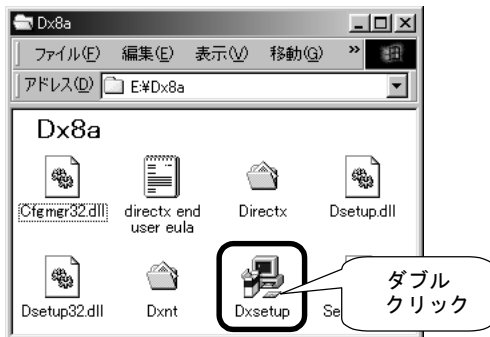 Dx8a
ファイル(F) 編集(E) 表示(V) 移動(G) »
アドレス(D) E:¥Dx8a
Dx8a
Cfgmgr32.dll directx end user eula Directx Dsetup.dll
Dsetup32.dll Dxnt Dxsetup Se
ダブル
クリック